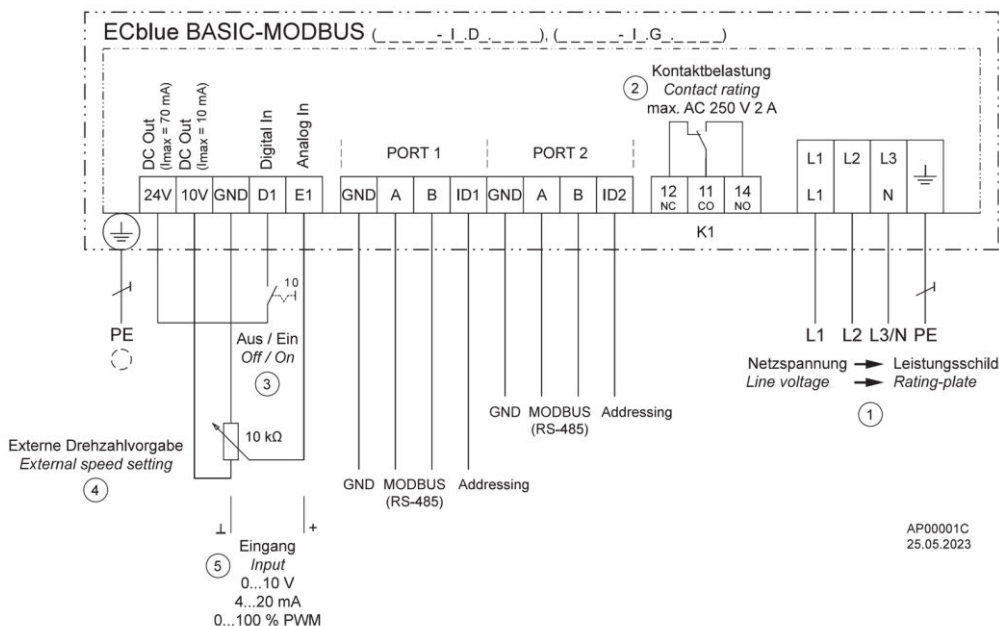 ECblue BASIC-MODBUS (_ _ _ _ _-_I_.D_._ _ _ _), (_ _ _ _ _-_I_.G_._ _ _ _)
DC Out
(Imax = 70 mA)
DC Out
(Imax = 10 mA)
Digital In
Analog In
PORT 1
PORT 2
② Kontaktbelastung
Contact rating
max. AC 250 V 2 A
24V 10V GND D1 E1
GND A B ID1 GND A B ID2
12 11 14
NC CO NO
K1
L1 L2 L3
L1 N
PE
10
Aus / Ein
Off / On
③
10 kΩ
Externe Drehzahlvorgabe
External speed setting
④
GND MODBUS Addressing
(RS-485)
GND MODBUS Addressing
(RS-485)
L1 L2 L3/N PE
Netzspannung → Leistungsschild
Line voltage → Rating-plate
①
⊥ +
⑤ Eingang
Input
0...10 V
4...20 mA
0...100 % PWM
AP00001C
25.05.2023